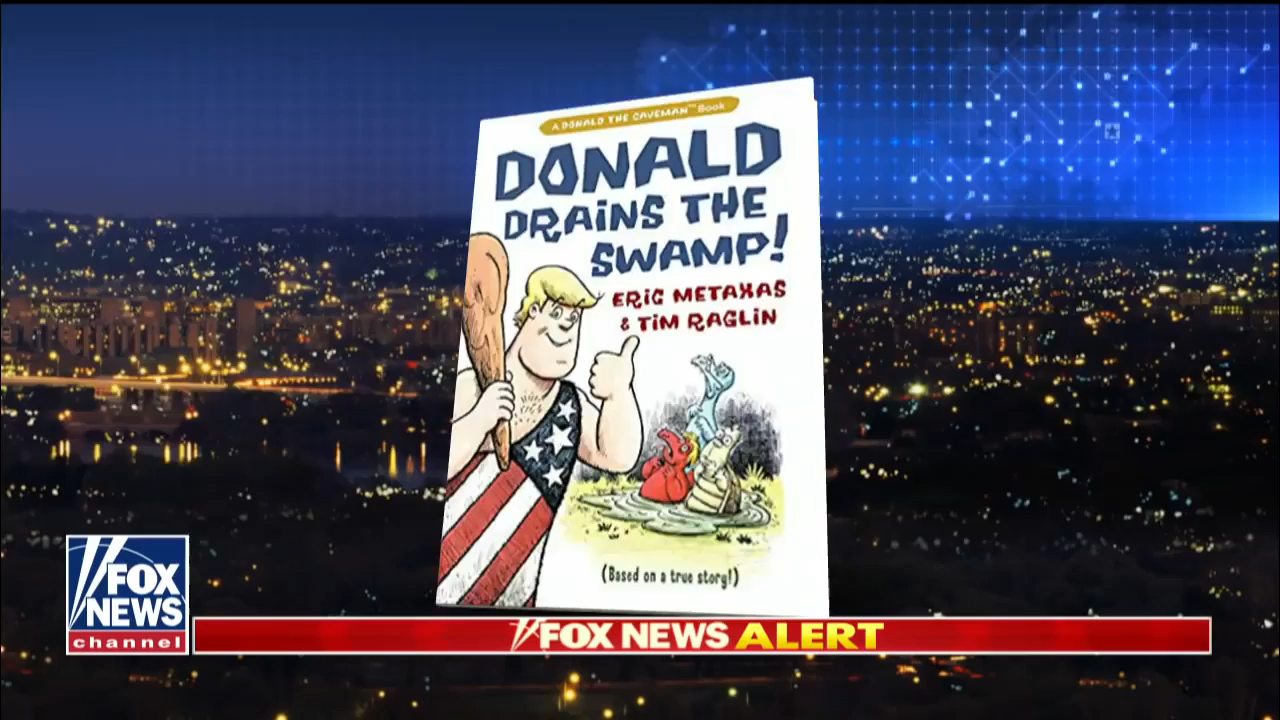 A DONALD THE CAVEMAN™ Book
DONALD
DRAINS THE
SWAMP!
ERIC METAXAS
& TIM RAGLIN
(Based on a true story!)
FOX
NEWS
channel
FOX NEWS ALERT